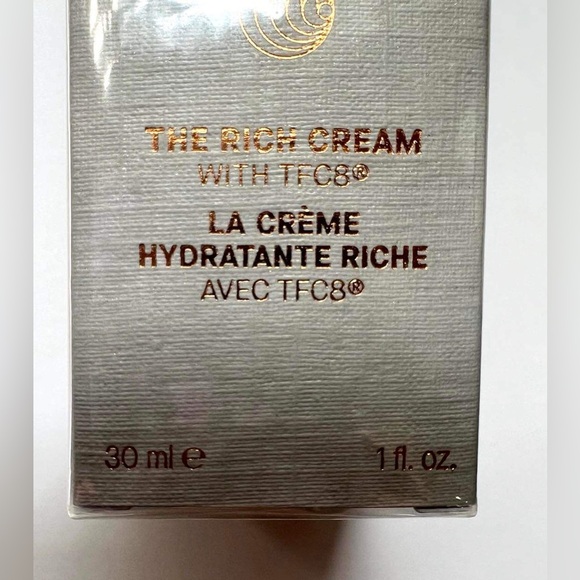 THE RICH CREAM
WITH TFC8®
LA CRÈME
HYDRATANTE RICHE
AVEC TFC8®
30 ml ℮ 1 fl. oz.